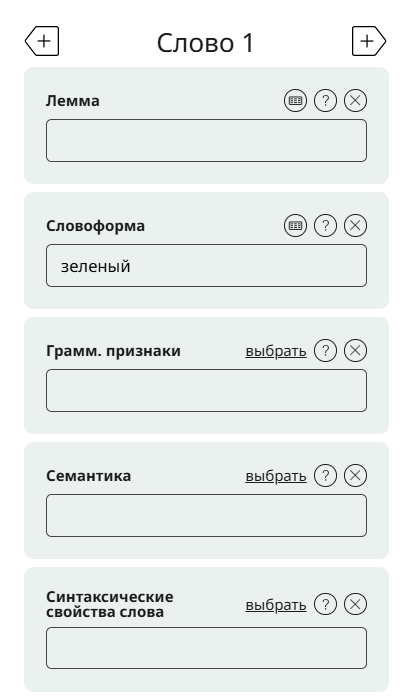 Слово 1
Лемма
Словоформа
зеленый
Грамм. признаки выбрать
Семантика выбрать
Синтаксические
свойства слова выбрать